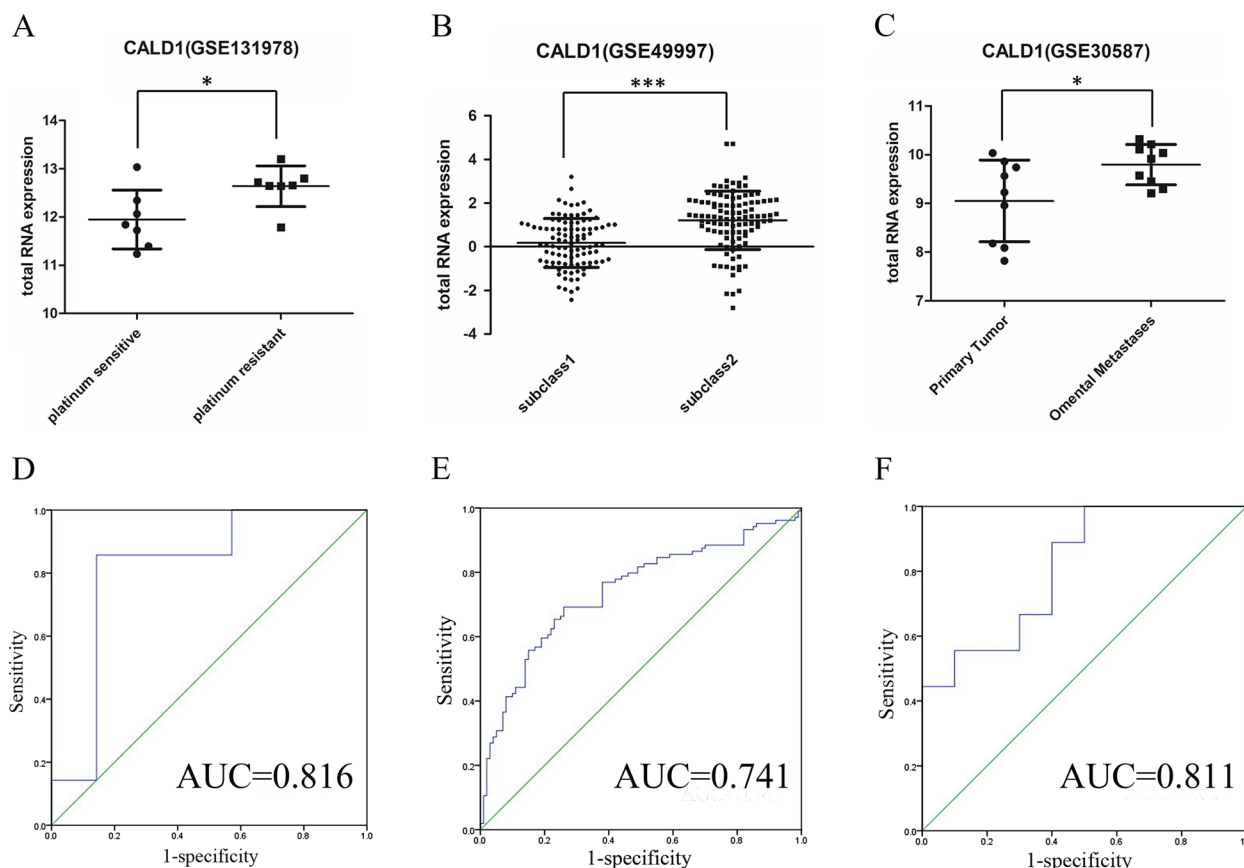 A
CALD1(GSE131978)
*
total RNA expression
14
13
12
11
10
platinum sensitive
platinum resistant
B
CALD1(GSE49997)
***
total RNA expression
6
4
2
0
-2
-4
subclass1
subclass2
C
CALD1(GSE30587)
*
total RNA expression
11
10
9
8
7
Primary Tumor
Omental Metastases
D
Sensitivity
1.0
0.8
0.6
0.4
0.2
0.0
AUC=0.816
0.0 0.2 0.4 0.6 0.8 1.0
1-specificity
E
Sensitivity
1.0
0.8
0.6
0.4
0.2
0.0
AUC=0.741
0.0 0.2 0.4 0.6 0.8 1.0
1-specificity
F
Sensitivity
1.0
0.8
0.6
0.4
0.2
0.0
AUC=0.811
0.0 0.2 0.4 0.6 0.8 1.0
1-specificity